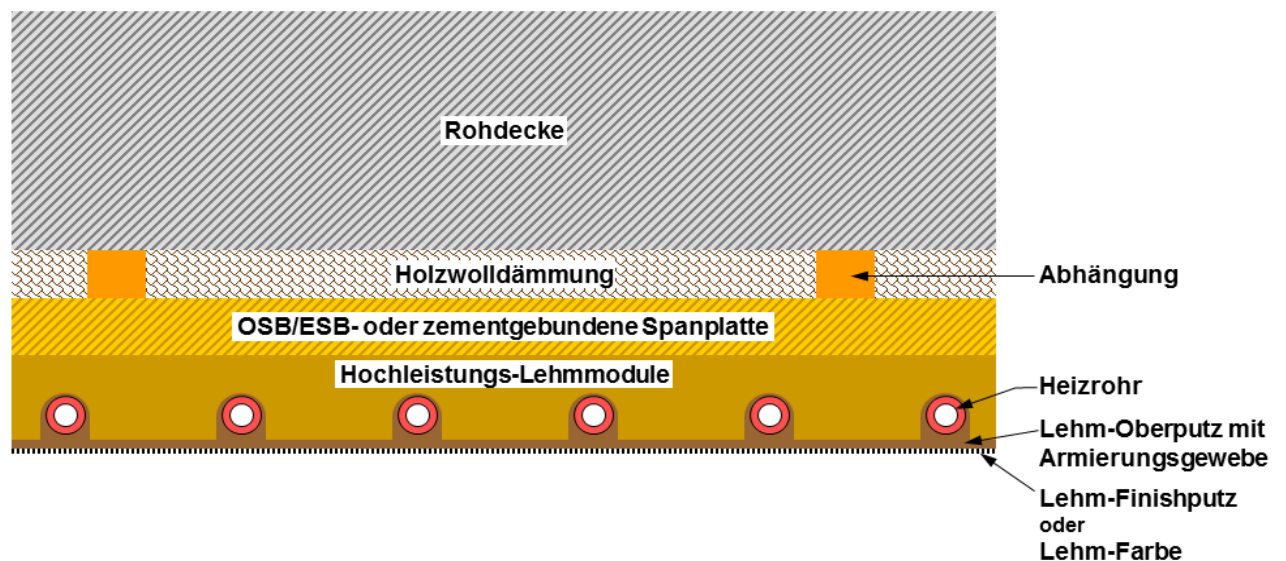 Rohdecke
Holzwolldämmung
Abhängung
OSB/ESB- oder zementgebundene Spanplatte
Hochleistungs-Lehmmodule
Heizrohr
Lehm-Oberputz mit
Armierungsgewebe
Lehm-Finishputz
oder
Lehm-Farbe